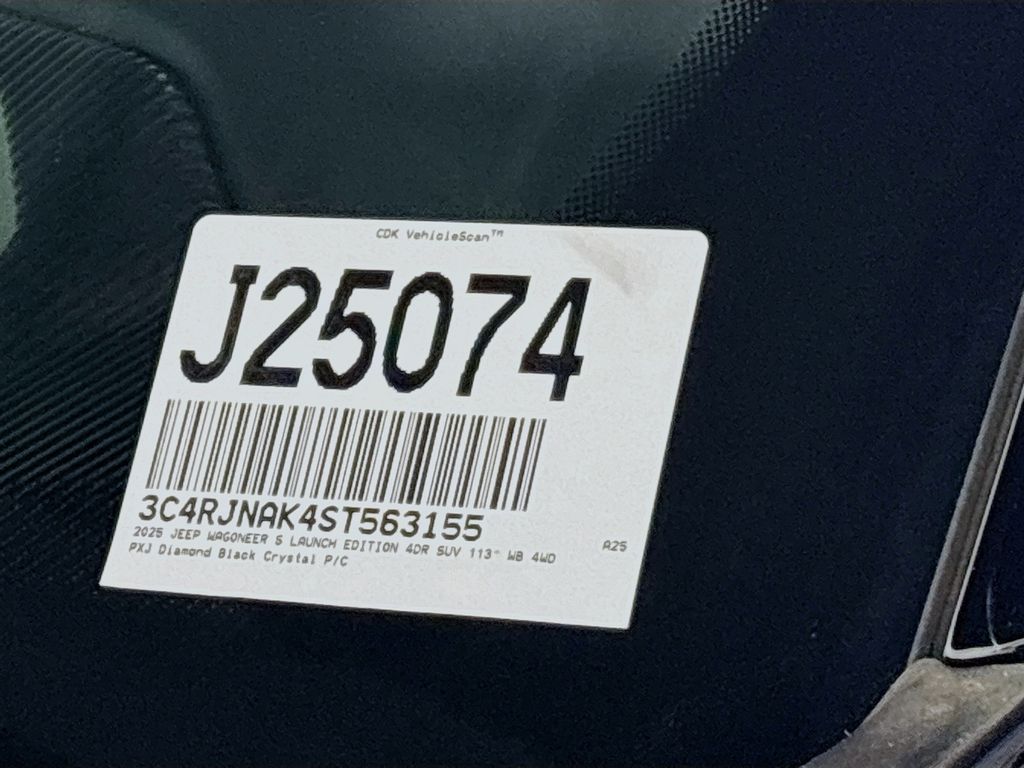 CDK VehicleScan™
J25074
3C4RJNAK4ST563155
2025 JEEP WAGONEER S LAUNCH EDITION 4DR SUV 113" WB 4WD
A25
PXJ Diamond Black Crystal P/C